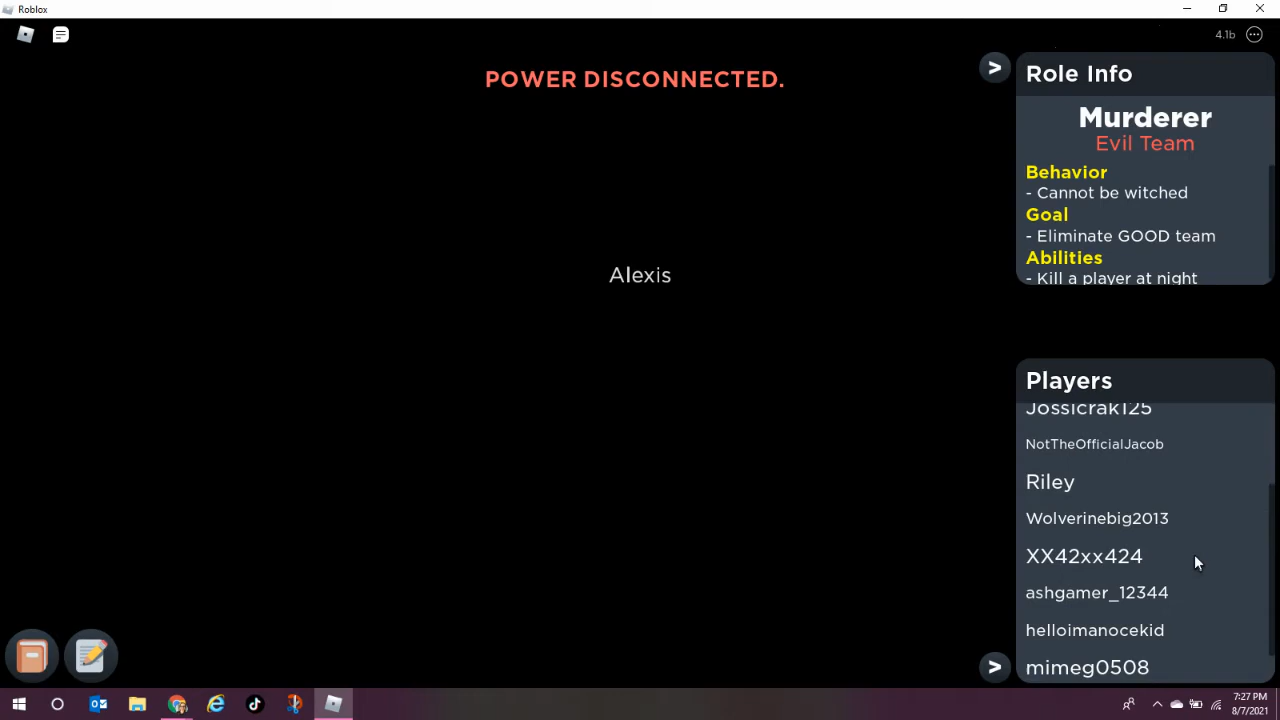 Roblox
4.1b
POWER DISCONNECTED.
Role Info
Murderer
Evil Team
Behavior
- Cannot be witched
Goal
- Eliminate GOOD team
Abilities
- Kill a player at night
Alexis
Players
Jossicrak125
NotTheOfficialJacob
Riley
Wolverinebig2013
XX42xx424
ashgamer_12344
helloimanocekid
mimeg0508
7:27 PM
8/7/2021